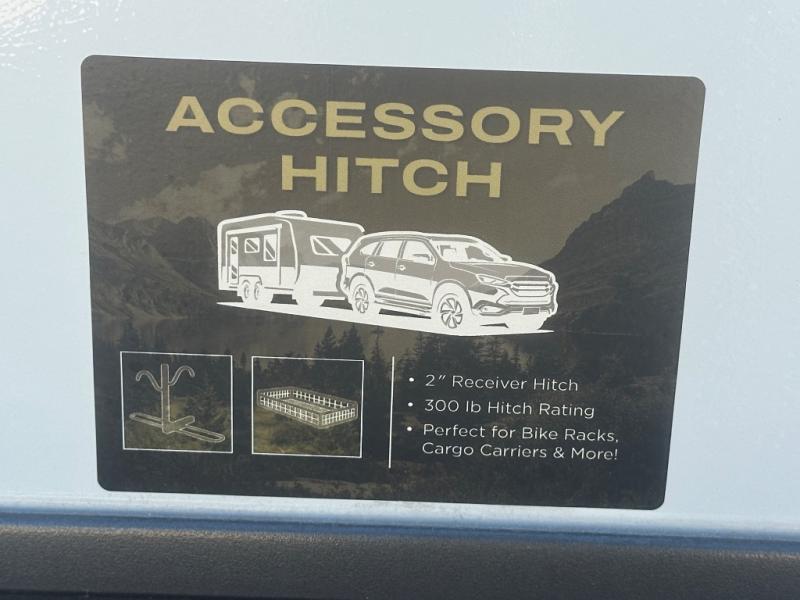 ACCESSORY
HITCH
• 2" Receiver Hitch
• 300 lb Hitch Rating
• Perfect for Bike Racks,
Cargo Carriers & More!